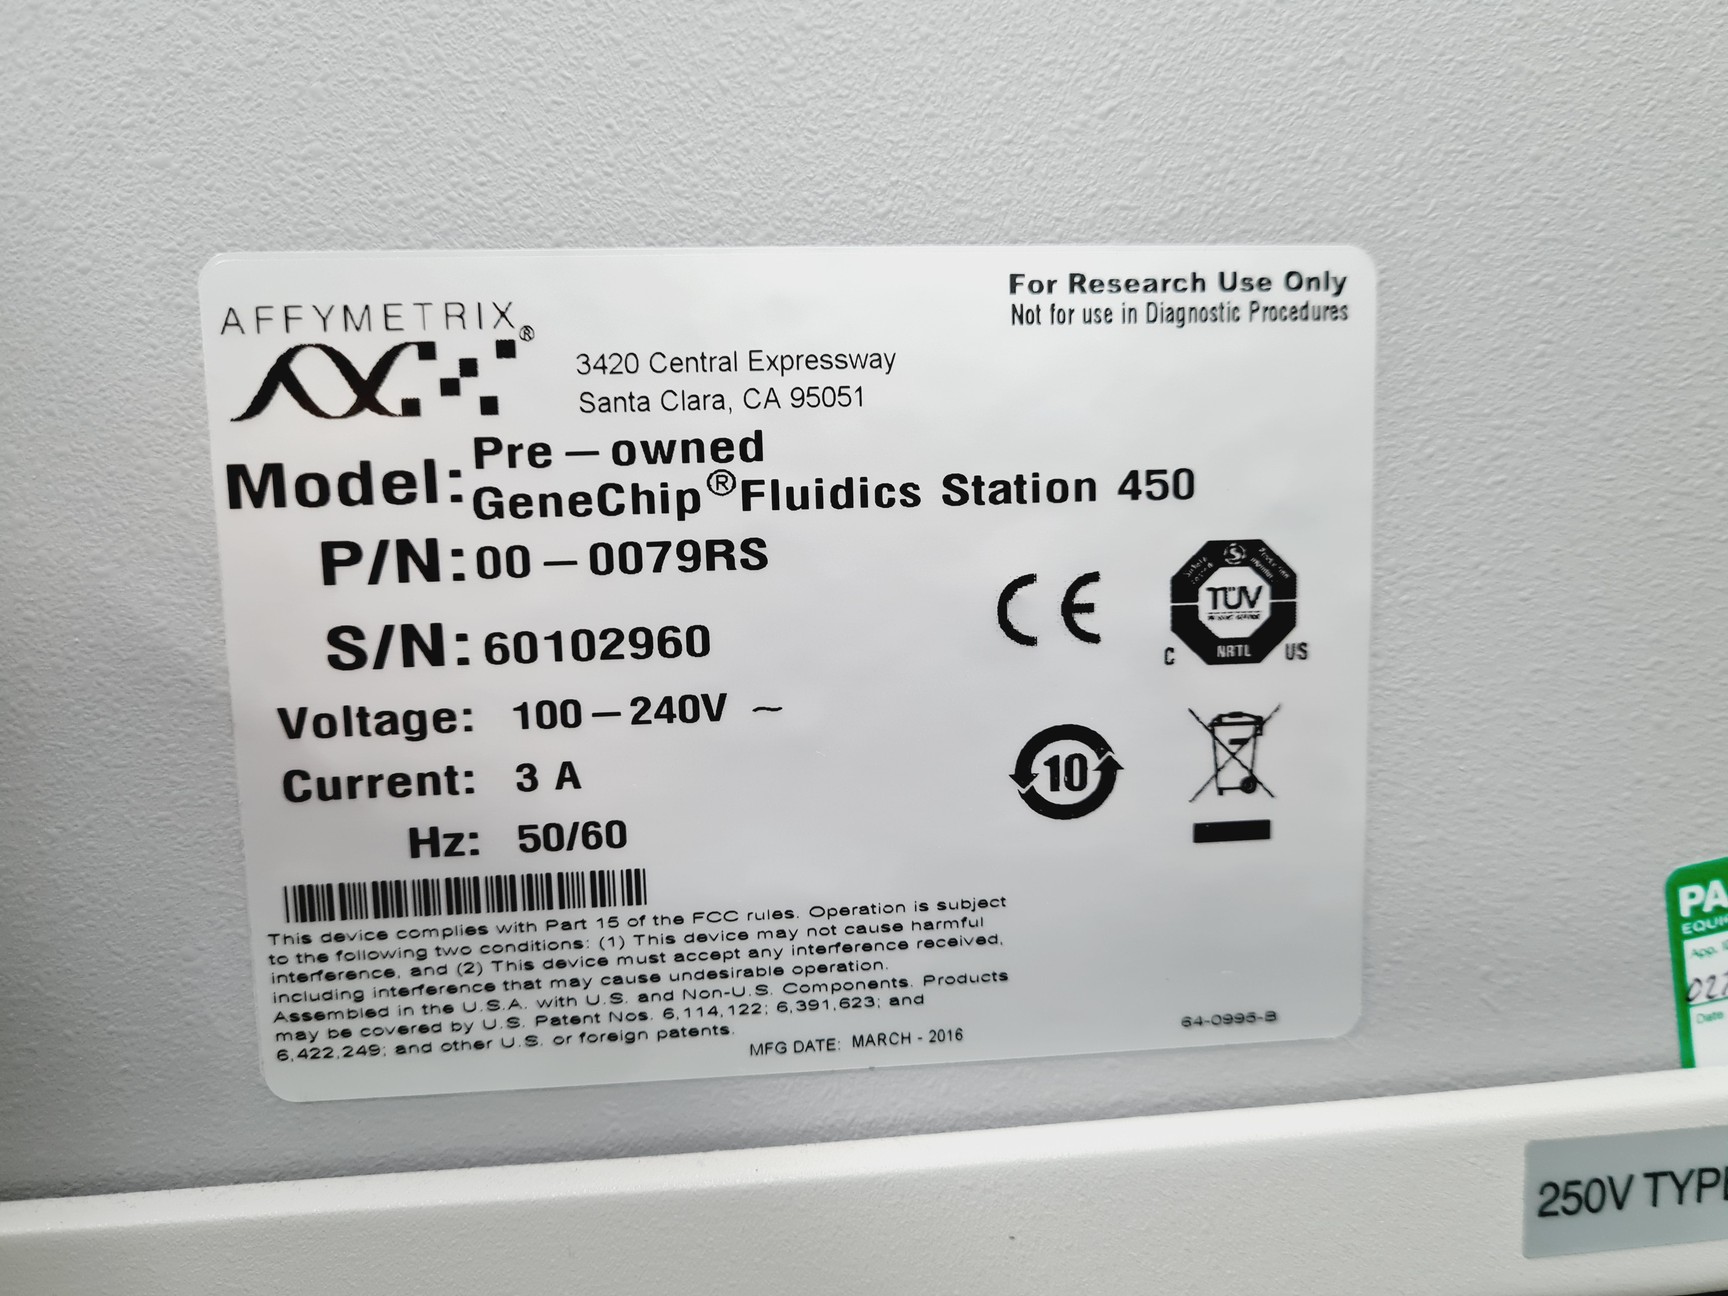 AFFYMETRIX®
For Research Use Only
Not for use in Diagnostic Procedures
3420 Central Expressway
Santa Clara, CA 95051
Model: Pre-owned
GeneChip® Fluidics Station 450
P/N: 00-0079RS
S/N: 60102960
Voltage: 100-240V ~
Current: 3 A
Hz: 50/60
CE
TÜV
C NRTL US
10
This device complies with Part 15 of the FCC rules. Operation is subject
to the following two conditions: (1) This device may not cause harmful
interference, and (2) This device must accept any interference received,
including interference that may cause undesirable operation.
Assembled in the U.S.A. with U.S. and Non-U.S. Components. Products
may be covered by U.S. Patent Nos. 6,114,122; 6,391,623; and
6,422,249; and other U.S. or foreign patents.
MFG DATE: MARCH - 2016
64-0995-B
PA
EQUI
App.
022
Date
250V TYP